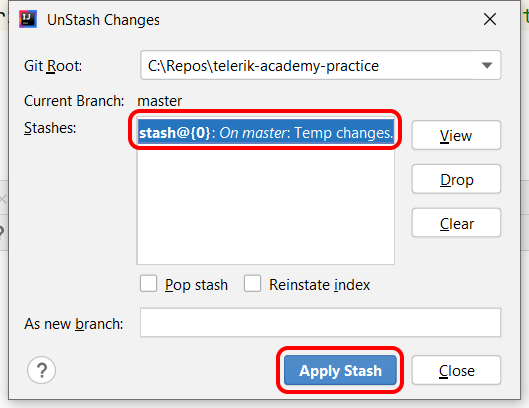 UnStash Changes
Git Root: C:\Repos\telerik-academy-practice
Current Branch: master
Stashes: stash@{0}: On master: Temp changes.
View
Drop
Clear
Pop stash Reinstate index
As new branch:
? Apply Stash Close